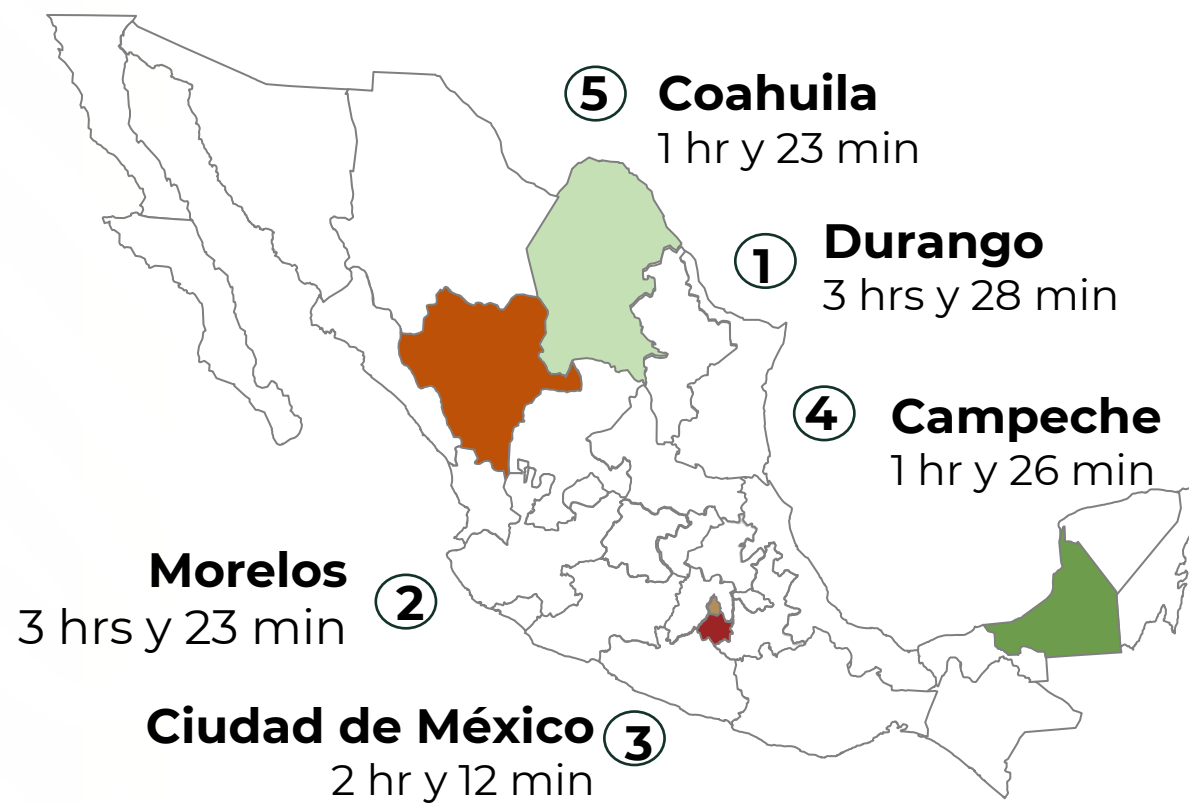 5 Coahuila
1 hr y 23 min
1 Durango
3 hrs y 28 min
4 Campeche
1 hr y 26 min
Morelos 2
3 hrs y 23 min
Ciudad de México 3
2 hr y 12 min